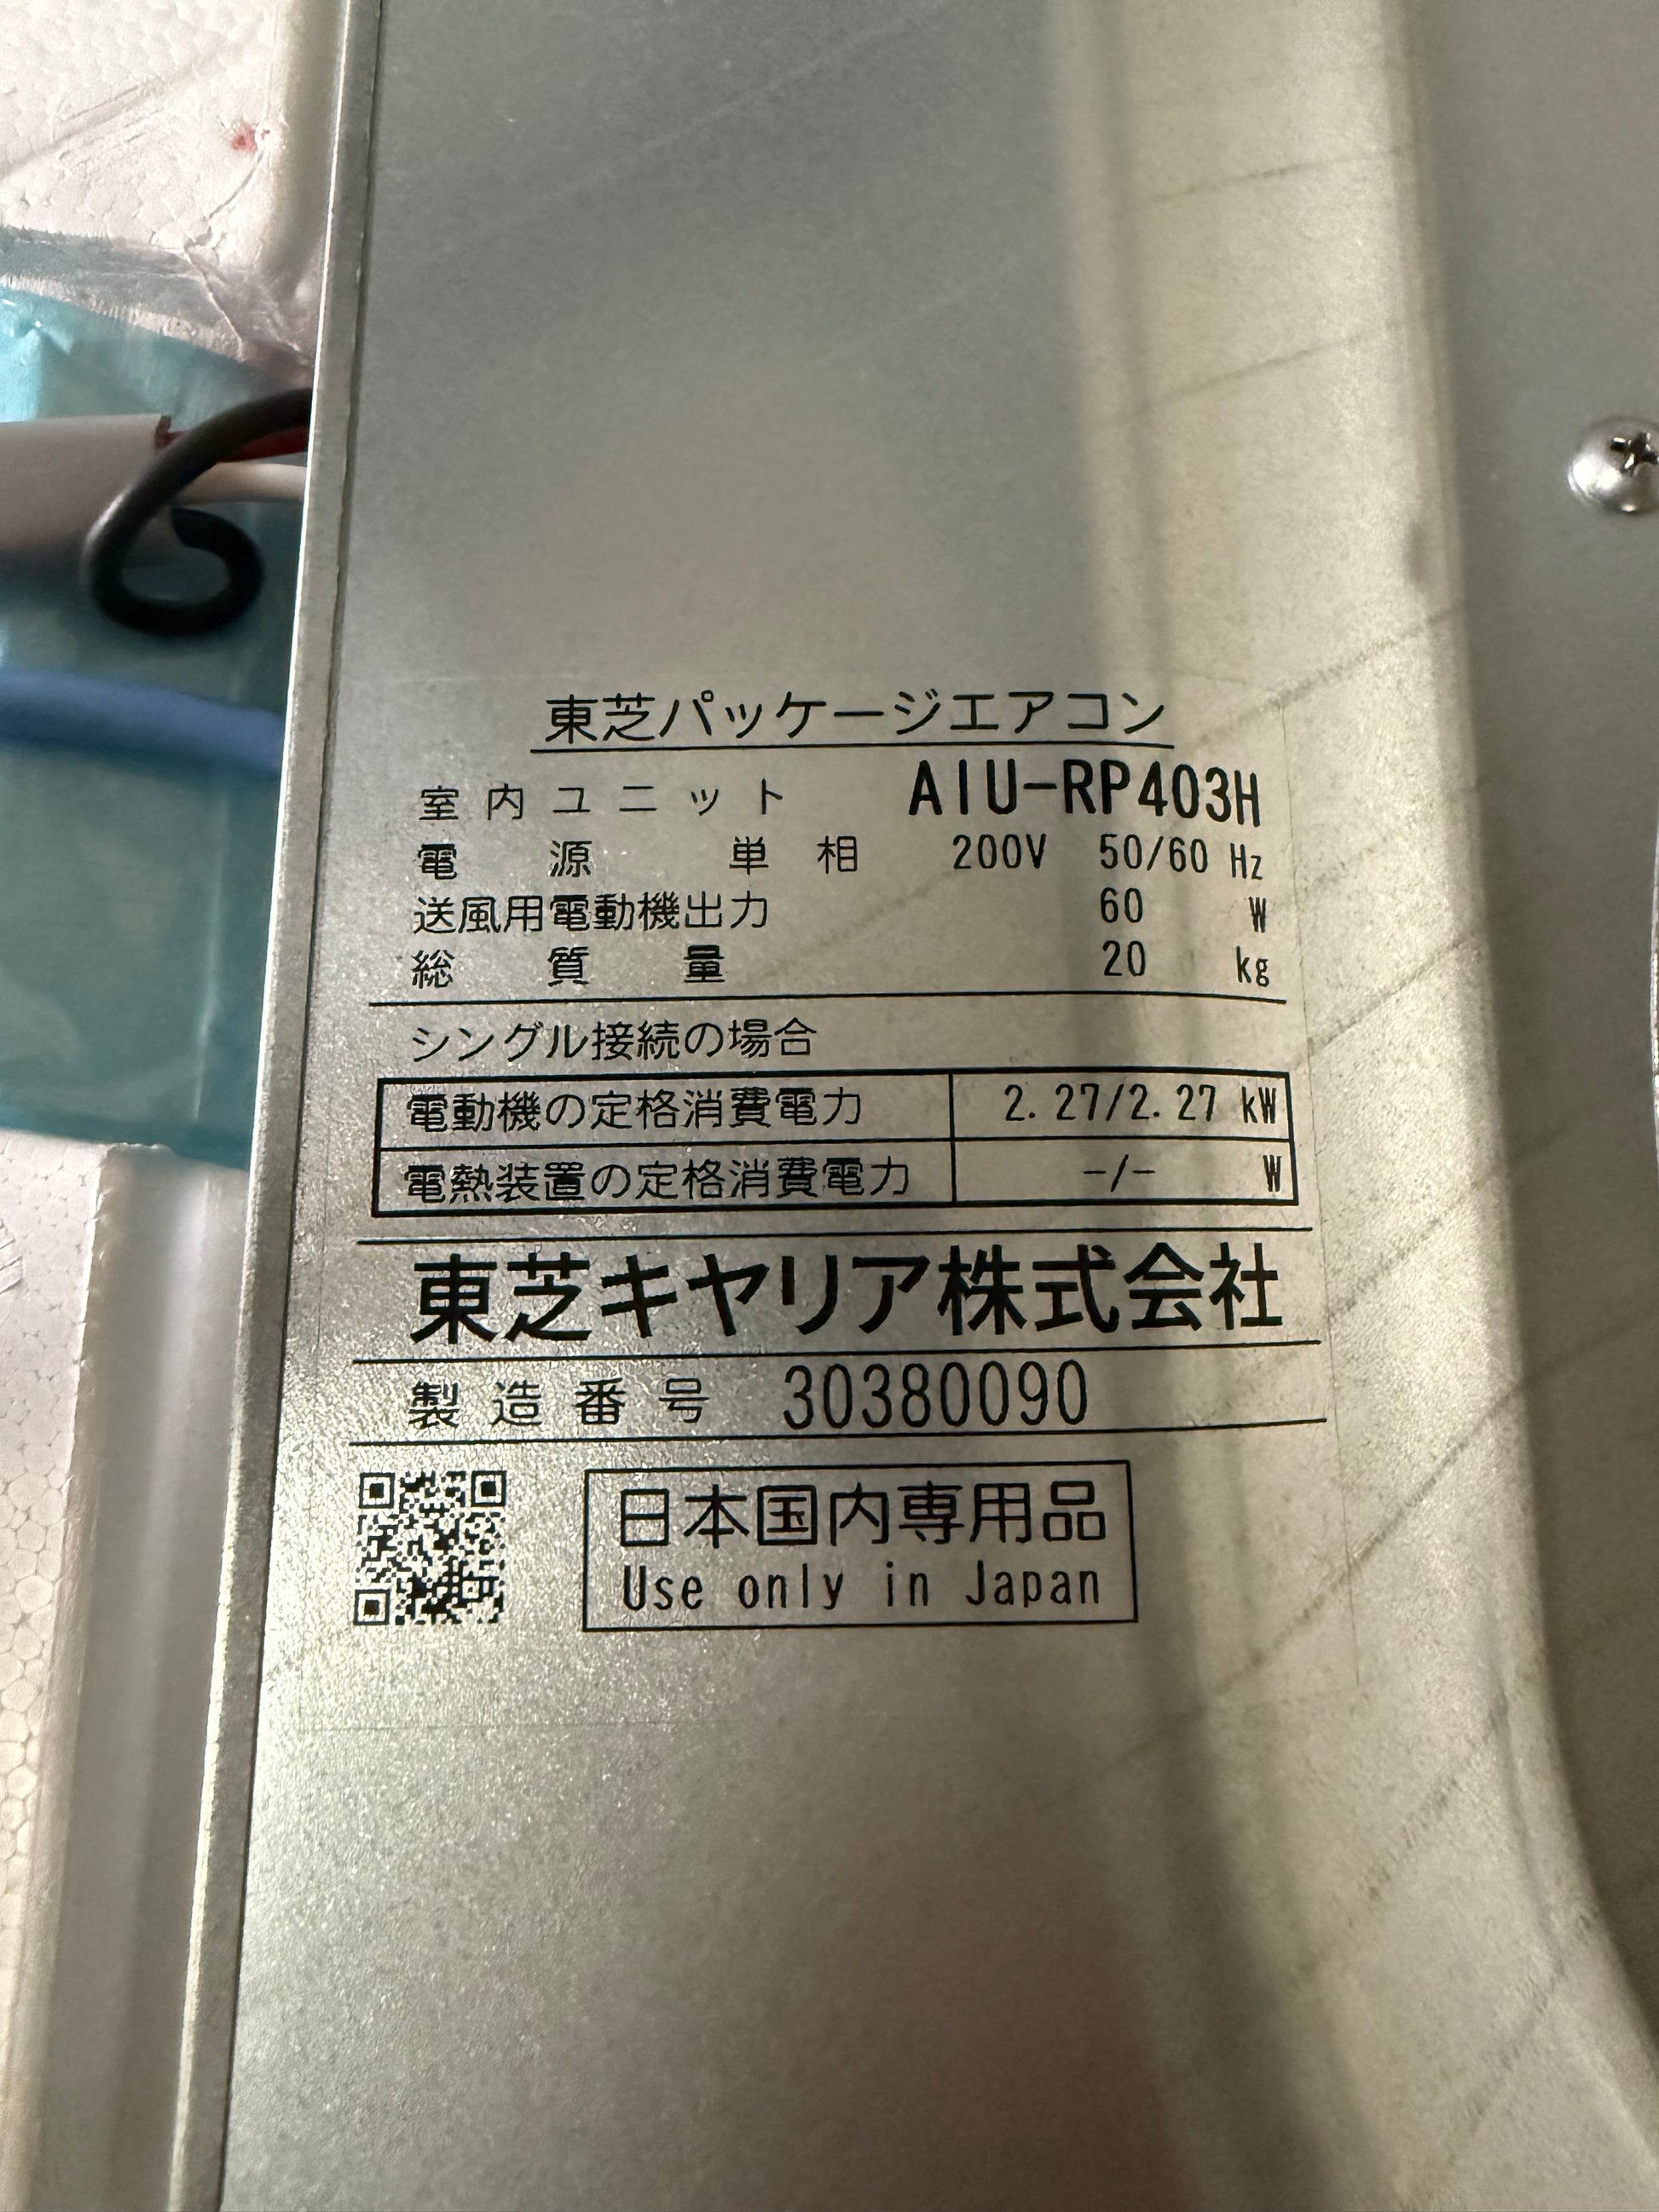 東芝パッケージエアコン
室内ユニット AIU-RP403H
電源 単相 200V 50/60 Hz
送風用電動機出力 60 W
総質量 20 kg
シングル接続の場合
電動機の定格消費電力 2.27/2.27 kW
電熱装置の定格消費電力 -/- W
東芝キヤリア株式会社
製造番号 30380090
日本国内専用品
Use only in Japan